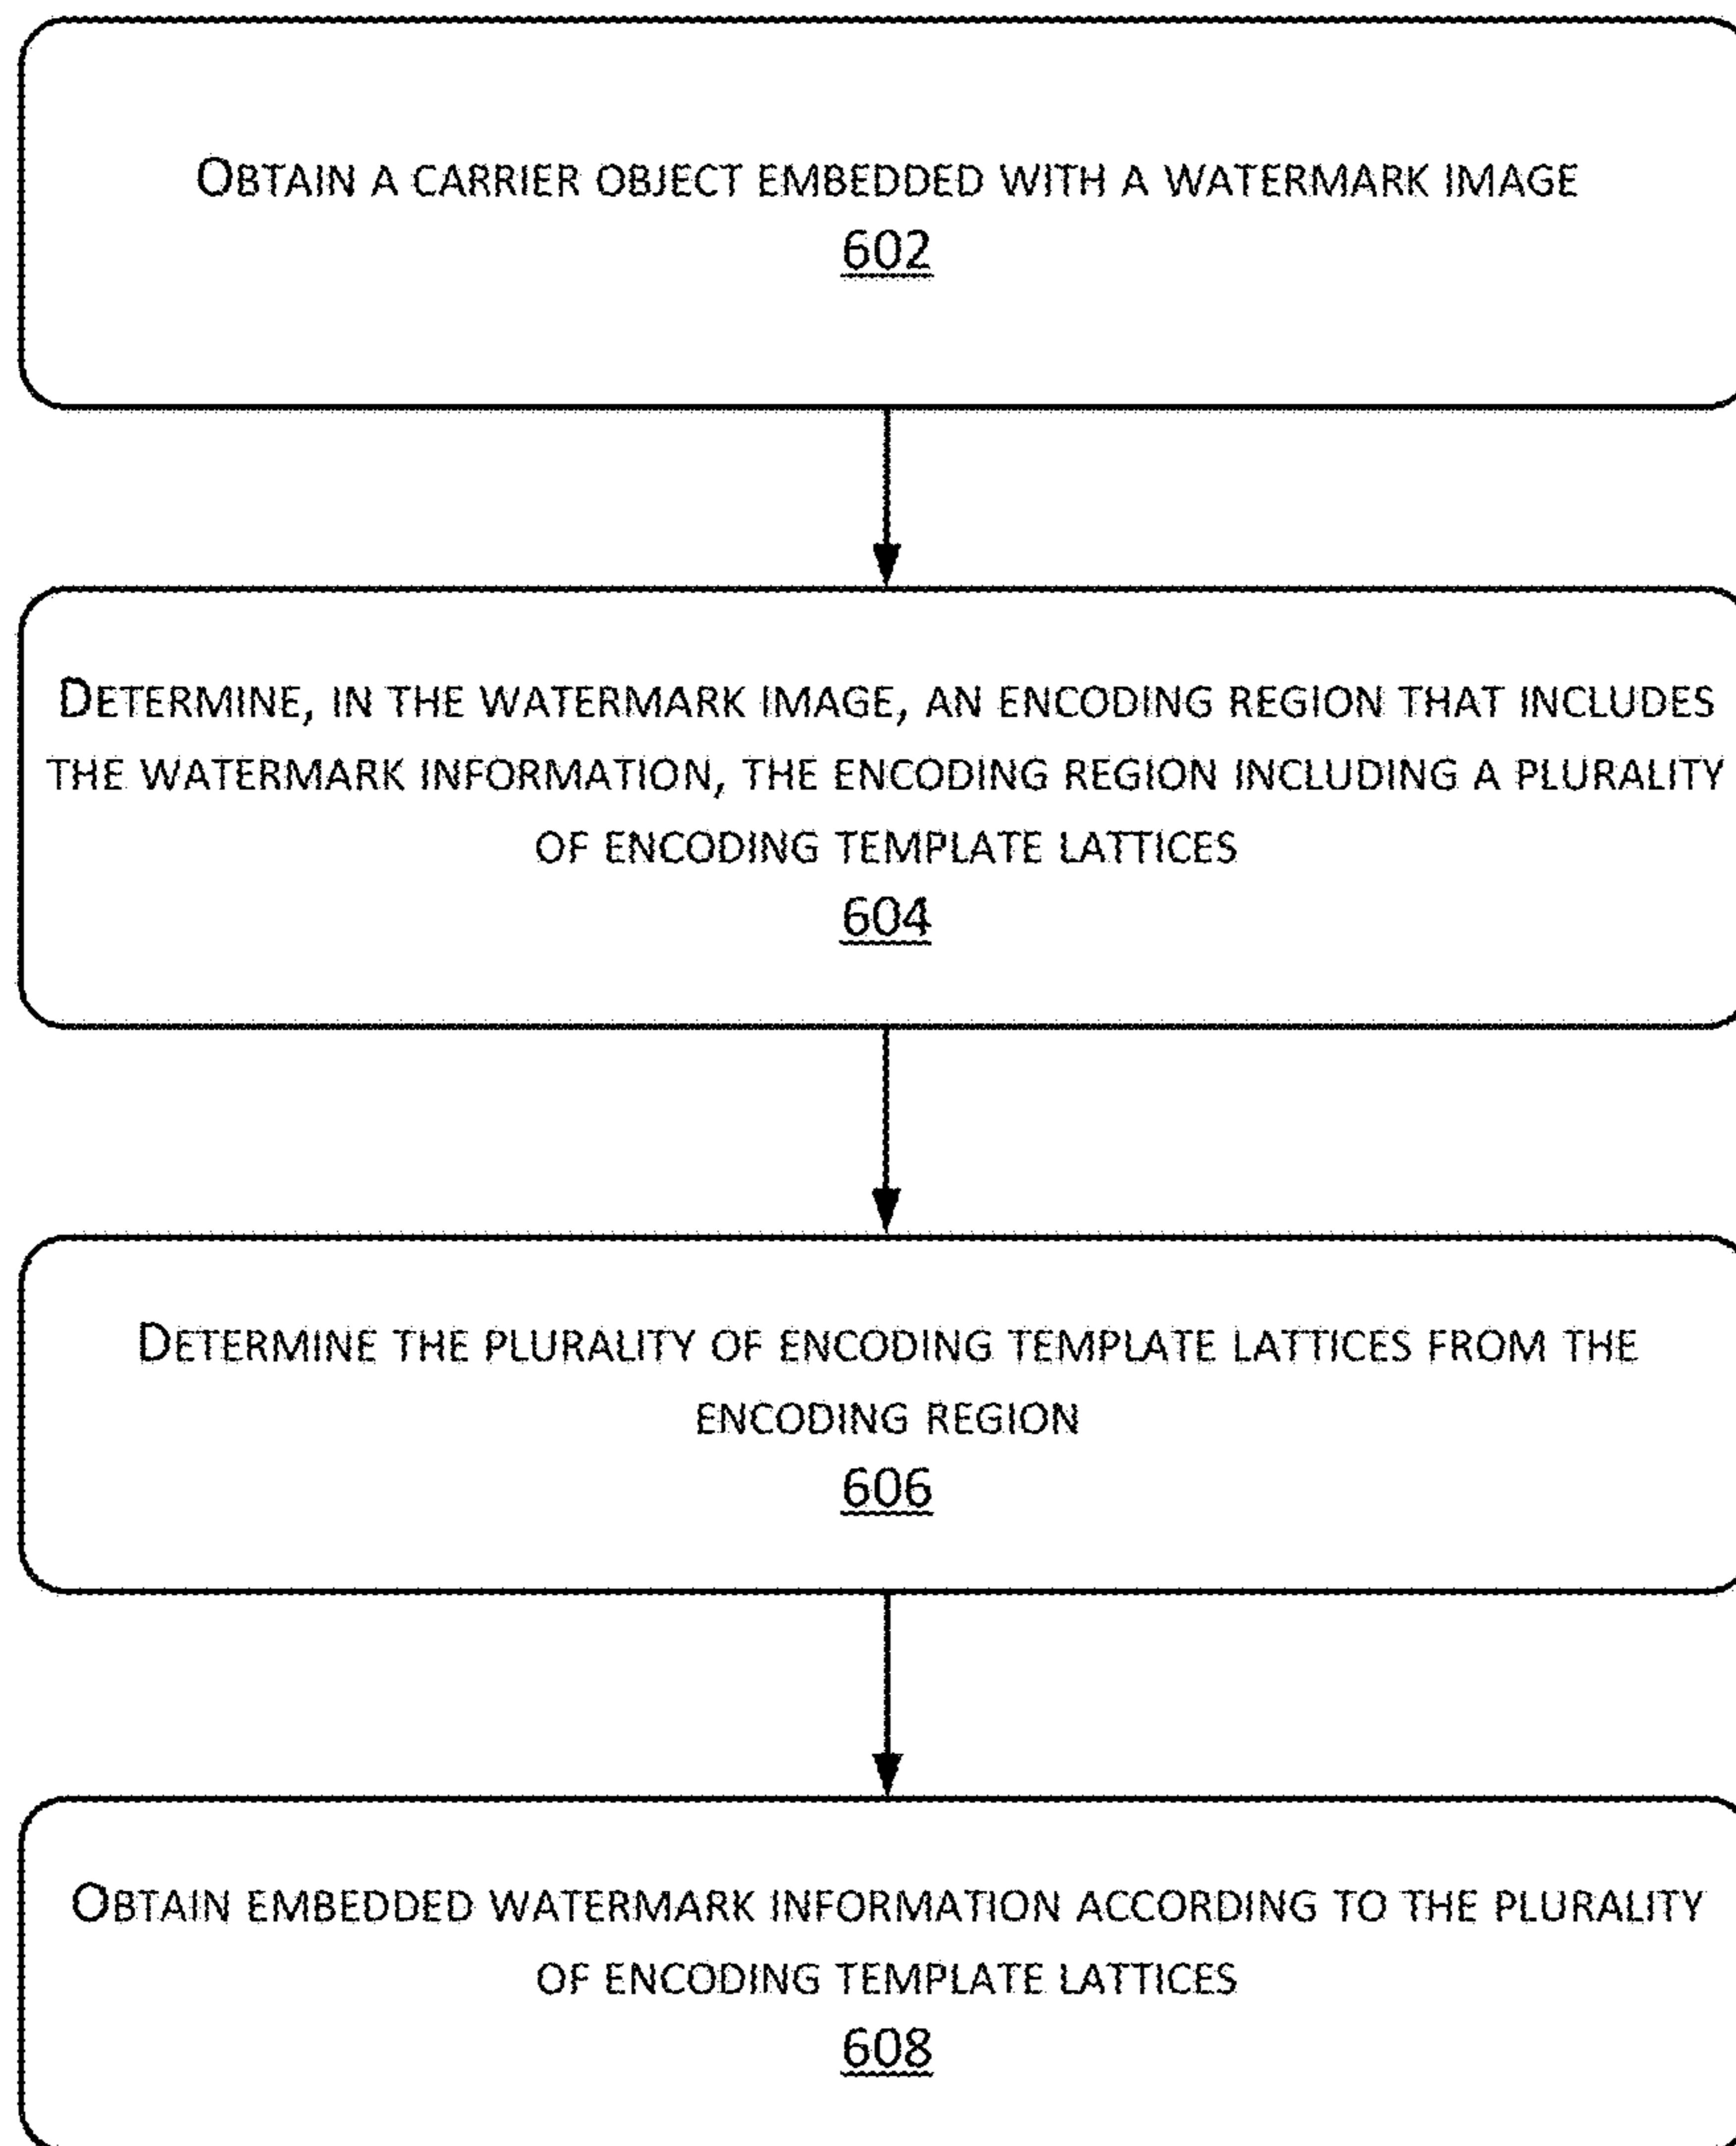 OBTAIN A CARRIER OBJECT EMBEDDED WITH A WATERMARK IMAGE
602
DETERMINE, IN THE WATERMARK IMAGE, AN ENCODING REGION THAT INCLUDES
THE WATERMARK INFORMATION, THE ENCODING REGION INCLUDING A PLURALITY
OF ENCODING TEMPLATE LATTICES
604
DETERMINE THE PLURALITY OF ENCODING TEMPLATE LATTICES FROM THE
ENCODING REGION
606
OBTAIN EMBEDDED WATERMARK INFORMATION ACCORDING TO THE PLURALITY
OF ENCODING TEMPLATE LATTICES
608